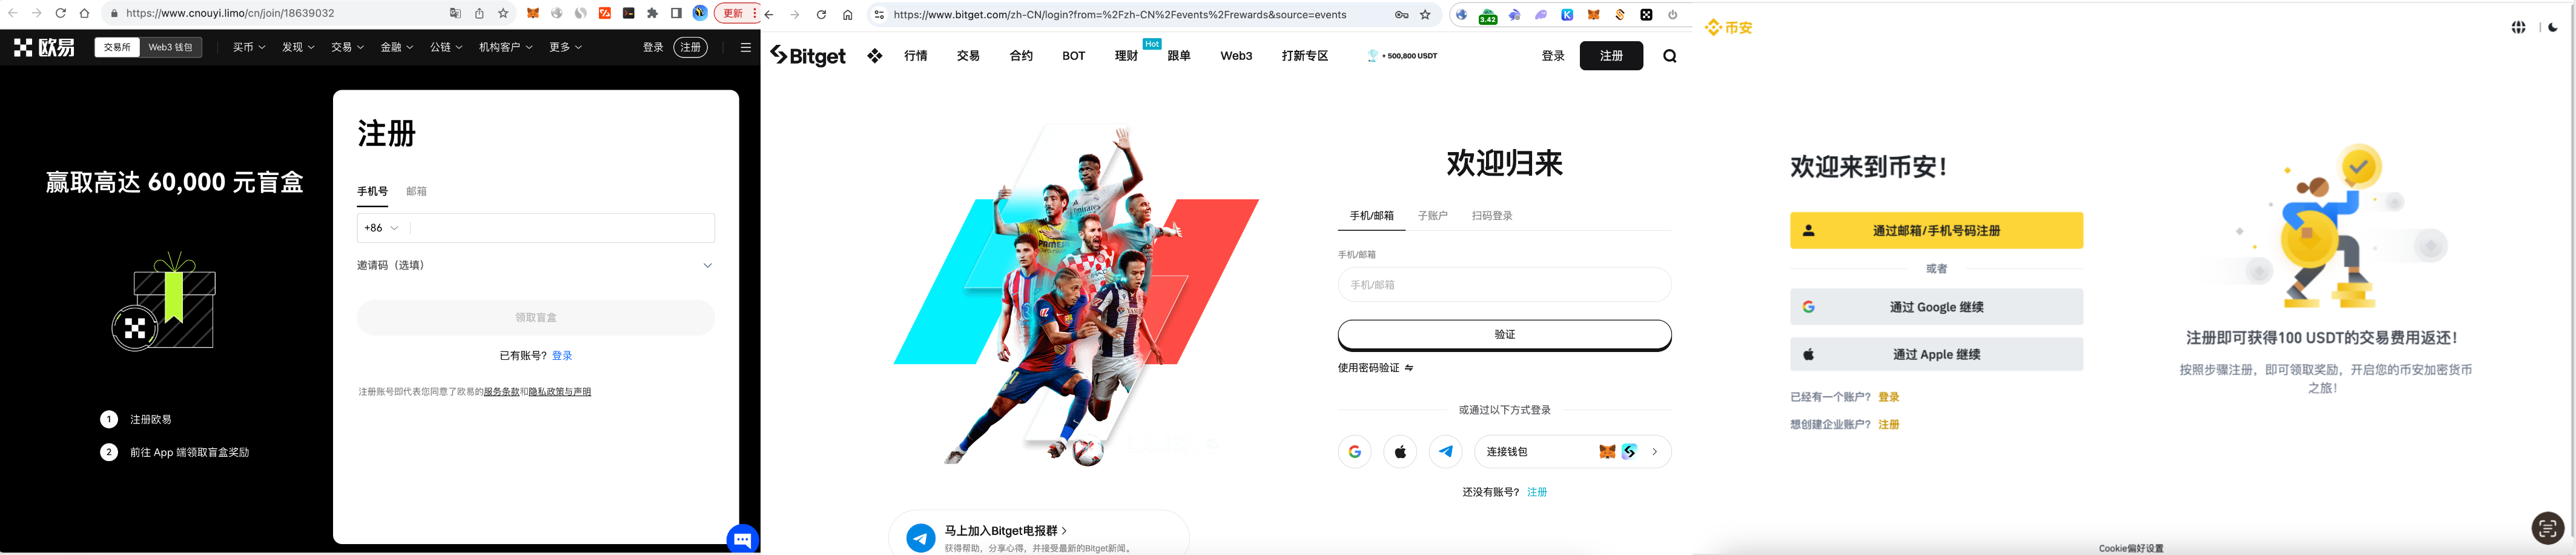 https://www.cnouyi.limo/cn/join/18639032
更新
欧易
交易所
Web3 钱包
买币
发现
交易
金融
公链
机构客户
更多
登录
注册
赢取高达 60,000 元盲盒
1 注册欧易
2 前往 App 端领取盲盒奖励
注册
手机号 邮箱
+86
邀请码（选填）
领取盲盒
已有账号？ 登录
注册账号即代表您同意了欧易的服务条款和隐私政策与声明
https://www.bitget.com/zh-CN/login?from=%2Fzh-CN%2Fevents%2Frewards&source=events
3.42
Bitget
行情
交易
合约
BOT
理财
Hot
跟单
Web3
打新专区
+ 500,800 USDT
登录
注册
欢迎归来
手机/邮箱 子账户 扫码登录
手机/邮箱
手机/邮箱
验证
使用密码验证
或通过以下方式登录
连接钱包
还没有账号？ 注册
马上加入Bitget电报群
获得帮助，分享心得，并接受最新的Bitget新闻。
币安
欢迎来到币安！
通过邮箱/手机号码注册
或者
通过 Google 继续
通过 Apple 继续
已经有一个账户？ 登录
想创建企业账户？ 注册
注册即可获得100 USDT的交易费用返还！
按照步骤注册，即可领取奖励，开启您的币安加密货币
之旅！
Cookie偏好设置